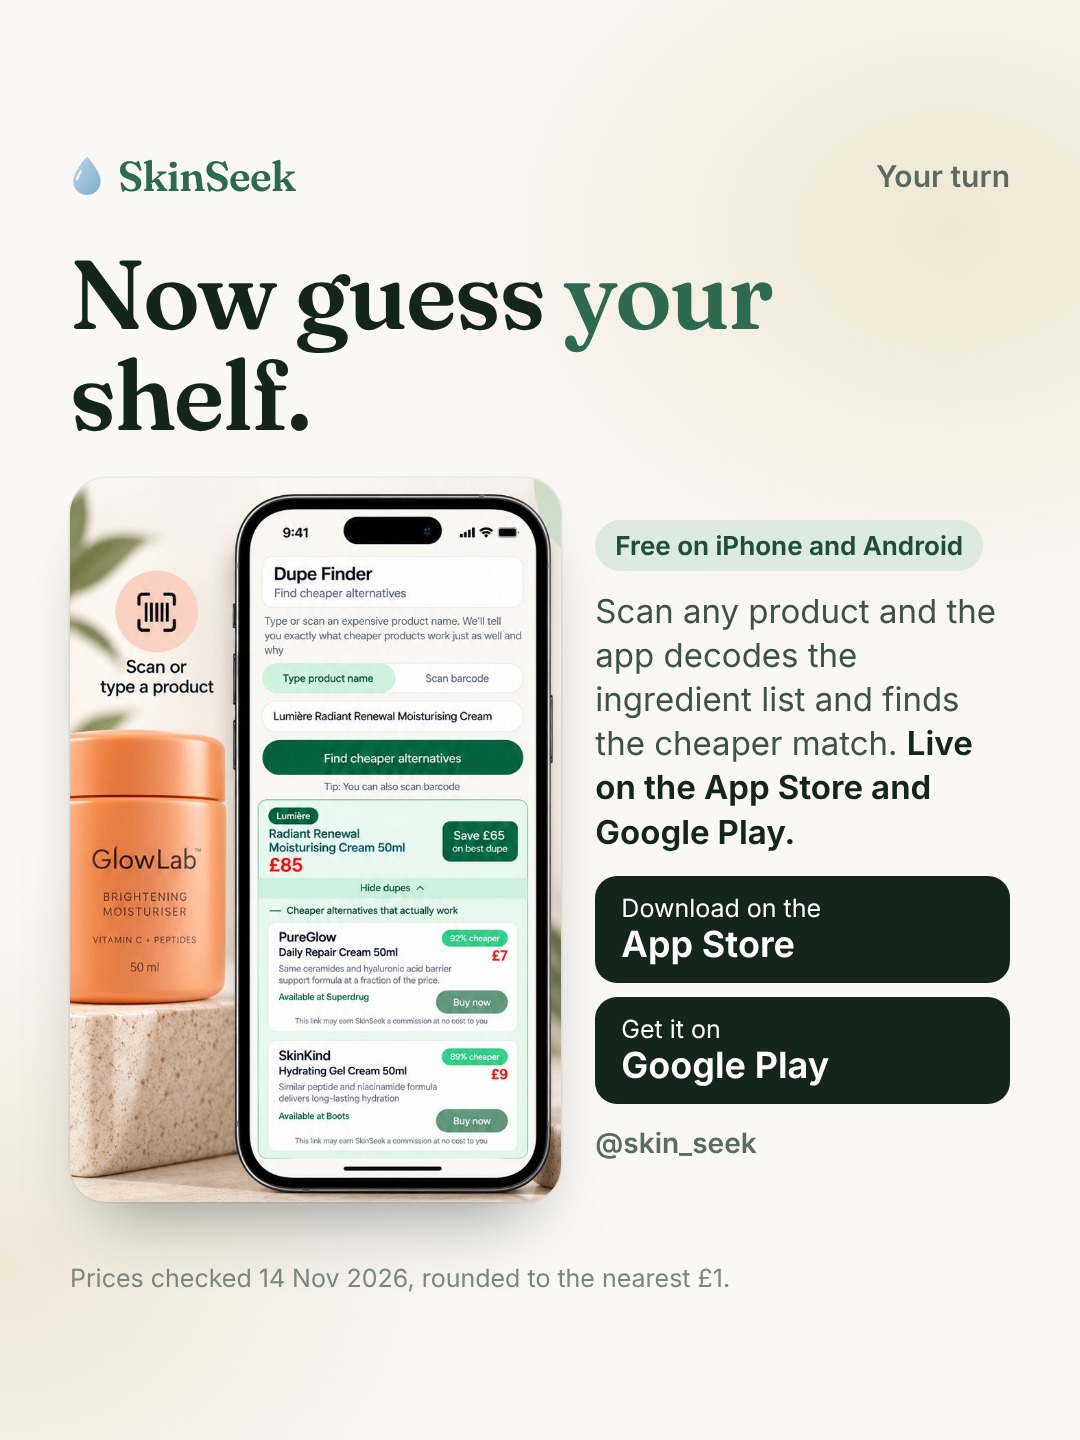 SkinSeek
Your turn
Now guess your
shelf.
Scan or
type a product
GlowLab™
BRIGHTENING
MOISTURISER
VITAMIN C + PEPTIDES
50 ml
9:41
Dupe Finder
Find cheaper alternatives
Type or scan an expensive product name. We'll tell
you exactly what cheaper products work just as well and
why
Type product name
Scan barcode
Lumière Radiant Renewal Moisturising Cream
Find cheaper alternatives
Tip: You can also scan barcode
Lumière
Radiant Renewal
Moisturising Cream 50ml
£85
Save £65
on best dupe
Hide dupes
Cheaper alternatives that actually work
PureGlow
92% cheaper
Daily Repair Cream 50ml
£7
Same ceramides and hyaluronic acid barrier
support formula at a fraction of the price.
Available at Superdrug
Buy now
This link may earn SkinSeek a commission at no cost to you
SkinKind
89% cheaper
Hydrating Gel Cream 50ml
£9
Similar peptide and niacinamide formula
delivers long-lasting hydration
Available at Boots
Buy now
This link may earn SkinSeek a commission at no cost to you
Free on iPhone and Android
Scan any product and the
app decodes the
ingredient list and finds
the cheaper match. Live
on the App Store and
Google Play.
Download on the
App Store
Get it on
Google Play
@skin_seek
Prices checked 14 Nov 2026, rounded to the nearest £1.